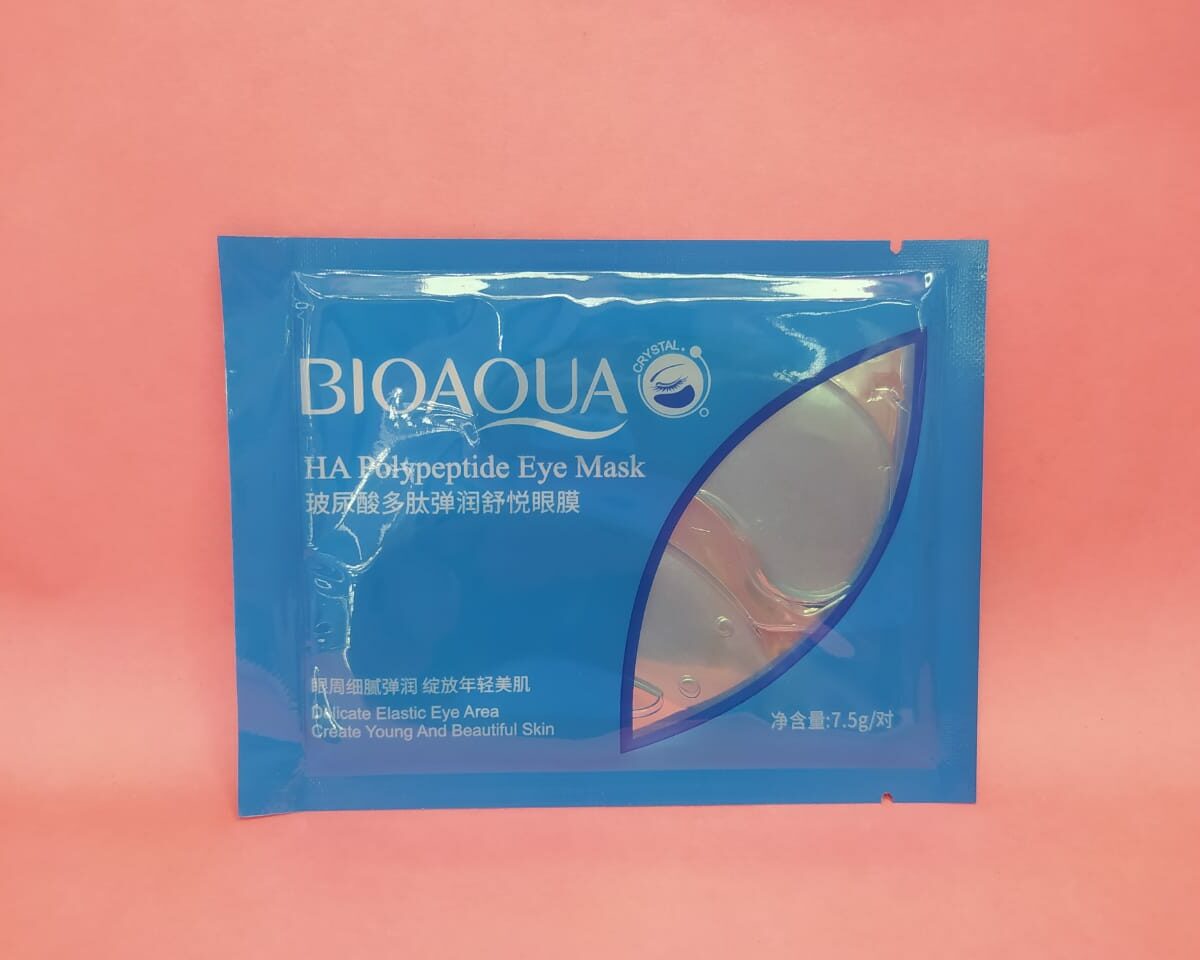 BIOAQUA
CRYSTAL
HA Polypeptide Eye Mask
玻尿酸多肽弹润舒悦眼膜
眼周细腻弹润 绽放年轻美肌
Delicate Elastic Eye Area
Create Young And Beautiful Skin
净含量:7.5g/对